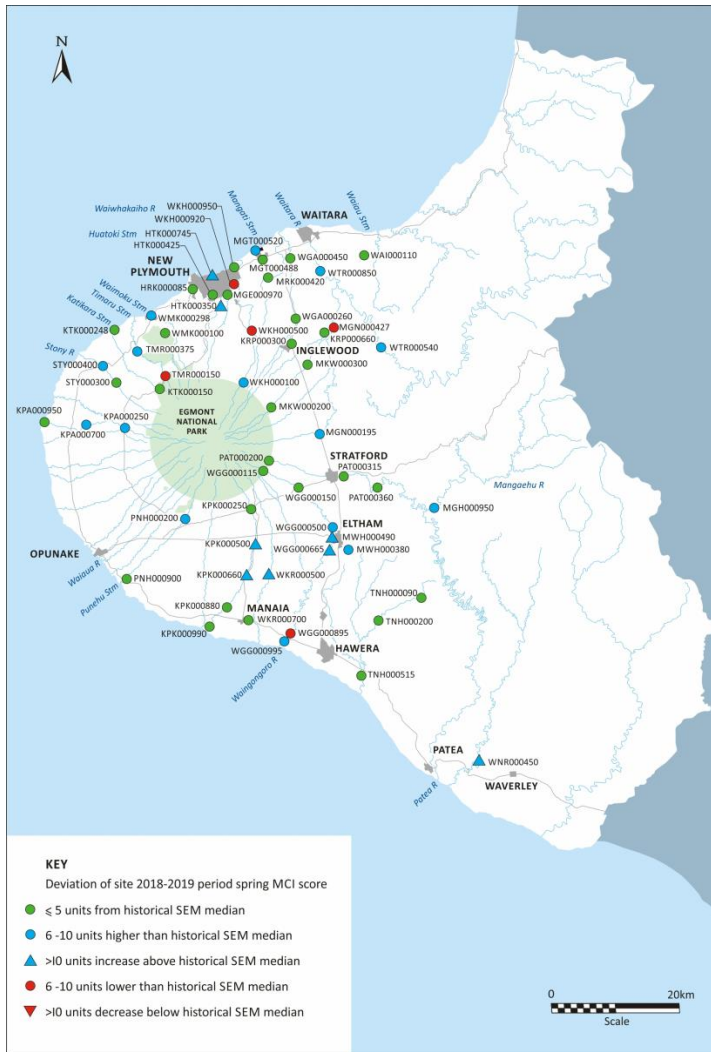 N
WKH000950
Waiwhakaiho R
WKH000920
Mangati Stm
Waitara R
Waiau Stm
HTK000745
Huatoki Stm
HTK000425
MGT000520
WAITARA
NEW
PLYMOUTH
WGA000450
WAI000110
MGT000488
WTR000850
MRK000420
HRK000085
MGE000970
HTK000350
Waimoku Stm
Timaru Stm
Katikara Stm
WMK000298
WGA000260
KTK000248
WMK000100
WKH000500
MGN000427
KRP000300
KRP000660
INGLEWOOD
WTR000540
Stony R
TMR000375
MKW000300
STY000400
TMR000150
STY000300
KTK000150
WKH000100
KPA000950
KPA000250
EGMONT
NATIONAL
PARK
MKW000200
KPA000700
MGN000195
PAT000200
STRATFORD
WGG000115
PAT000315
Mangaehu R
WGG000150
PAT000360
KPK000250
MGH000950
PNH000200
WGG000500
ELTHAM
KPK000500
MWH000490
OPUNAKE
WGG000665
MWH000380
Waiaua R
KPK000660
WKR000500
Punehu Stm
PNH000900
TNH000090
KPK000880
MANAIA
WKR000700
TNH000200
KPK000990
WGG000895
WGG000995
HAWERA
Waingongoro R
TNH000515
PATEA
WNR000450
WAVERLEY
Patea R
KEY
Deviation of site 2018-2019 period spring MCI score
⩽ 5 units from historical SEM median
6 -10 units higher than historical SEM median
>I0 units increase above historical SEM median
6 -10 units lower than historical SEM median
>I0 units decrease below historical SEM median
0 20km
Scale